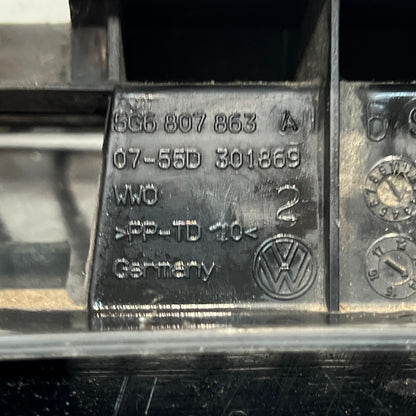 5G6 807 863 A
07-55D 301869
WWO 2
>PP-TD 10<
Germany